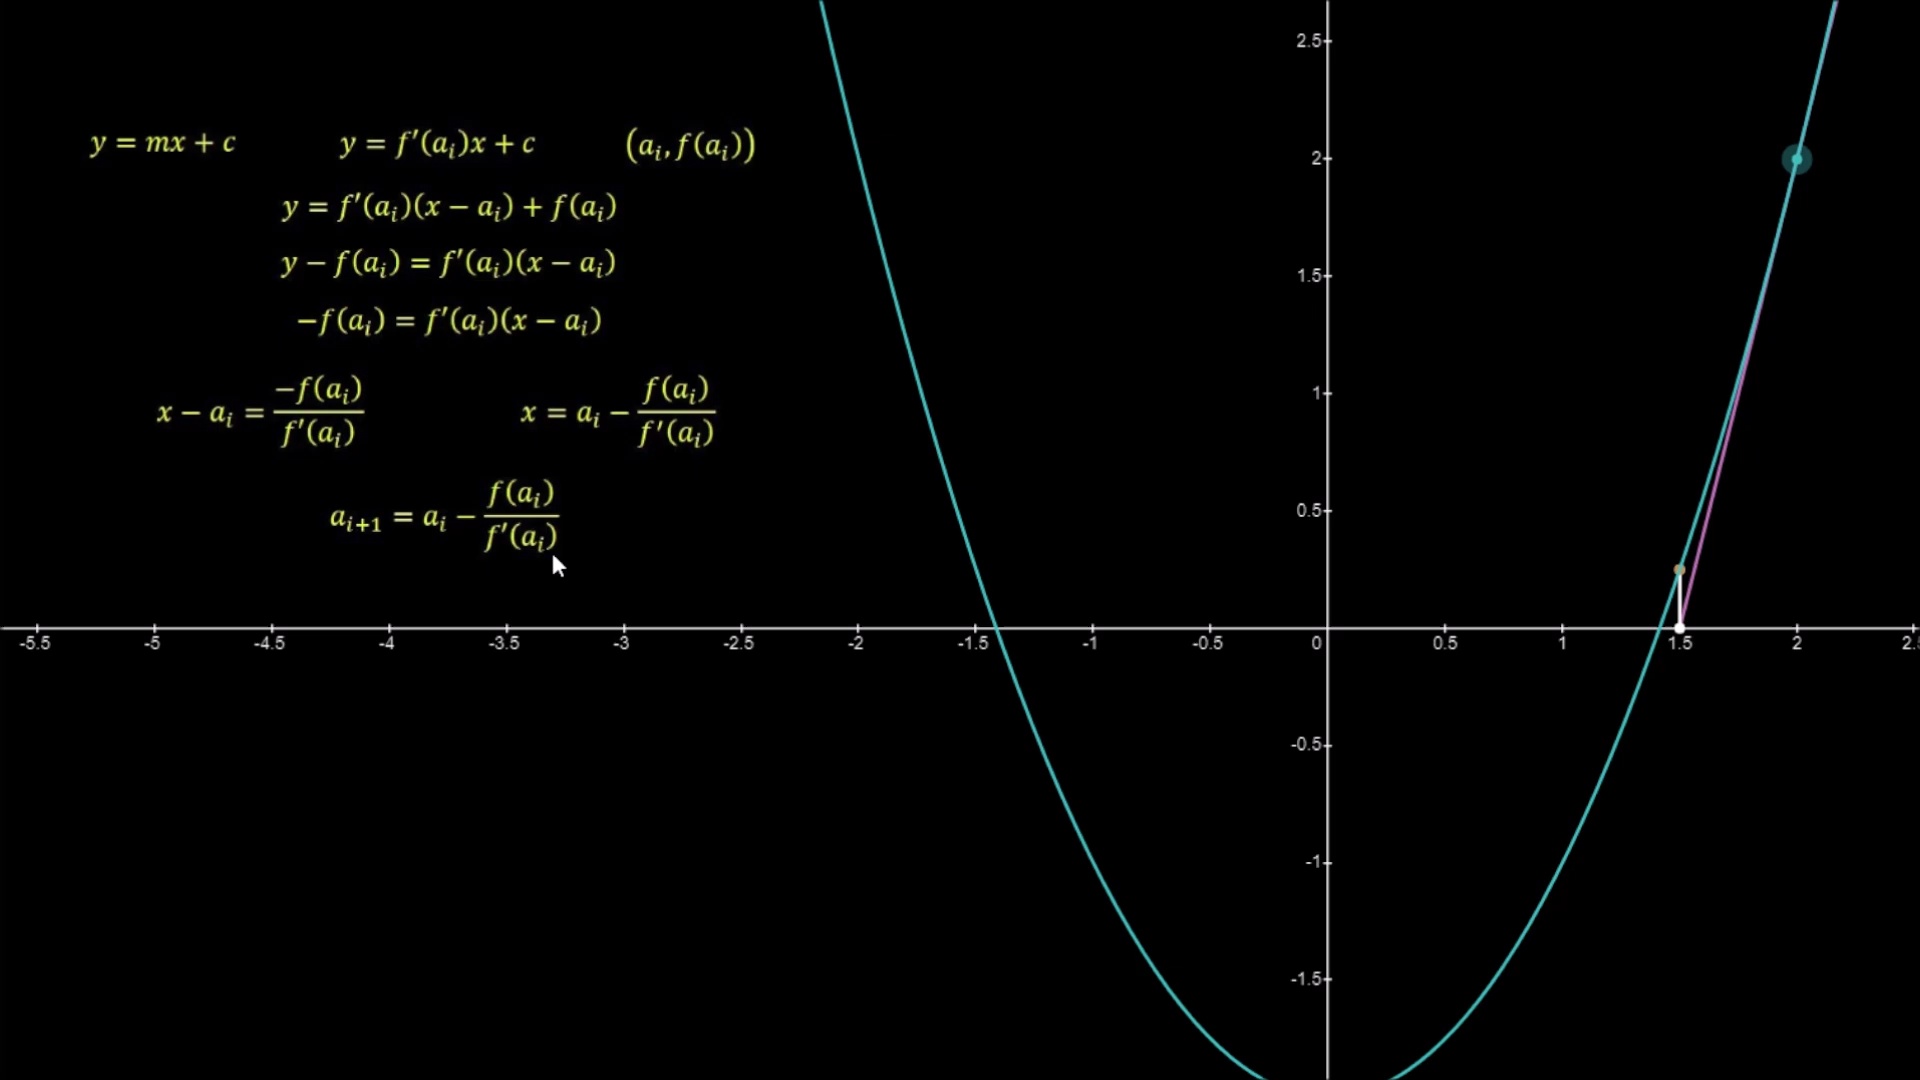 y = mx + c    y = f′(aᵢ)x + c    (aᵢ, f(aᵢ))
y = f′(aᵢ)(x − aᵢ) + f(aᵢ)
y − f(aᵢ) = f′(aᵢ)(x − aᵢ)
−f(aᵢ) = f′(aᵢ)(x − aᵢ)
x − aᵢ = −f(aᵢ)/f′(aᵢ)    x = aᵢ − f(aᵢ)/f′(aᵢ)
aᵢ₊₁ = aᵢ − f(aᵢ)/f′(aᵢ)
2.5
2
1.5
1
0.5
-5.5 -5 -4.5 -4 -3.5 -3 -2.5 -2 -1.5 -1 -0.5 0 0.5 1 1.5 2 2.5
-0.5
-1
-1.5